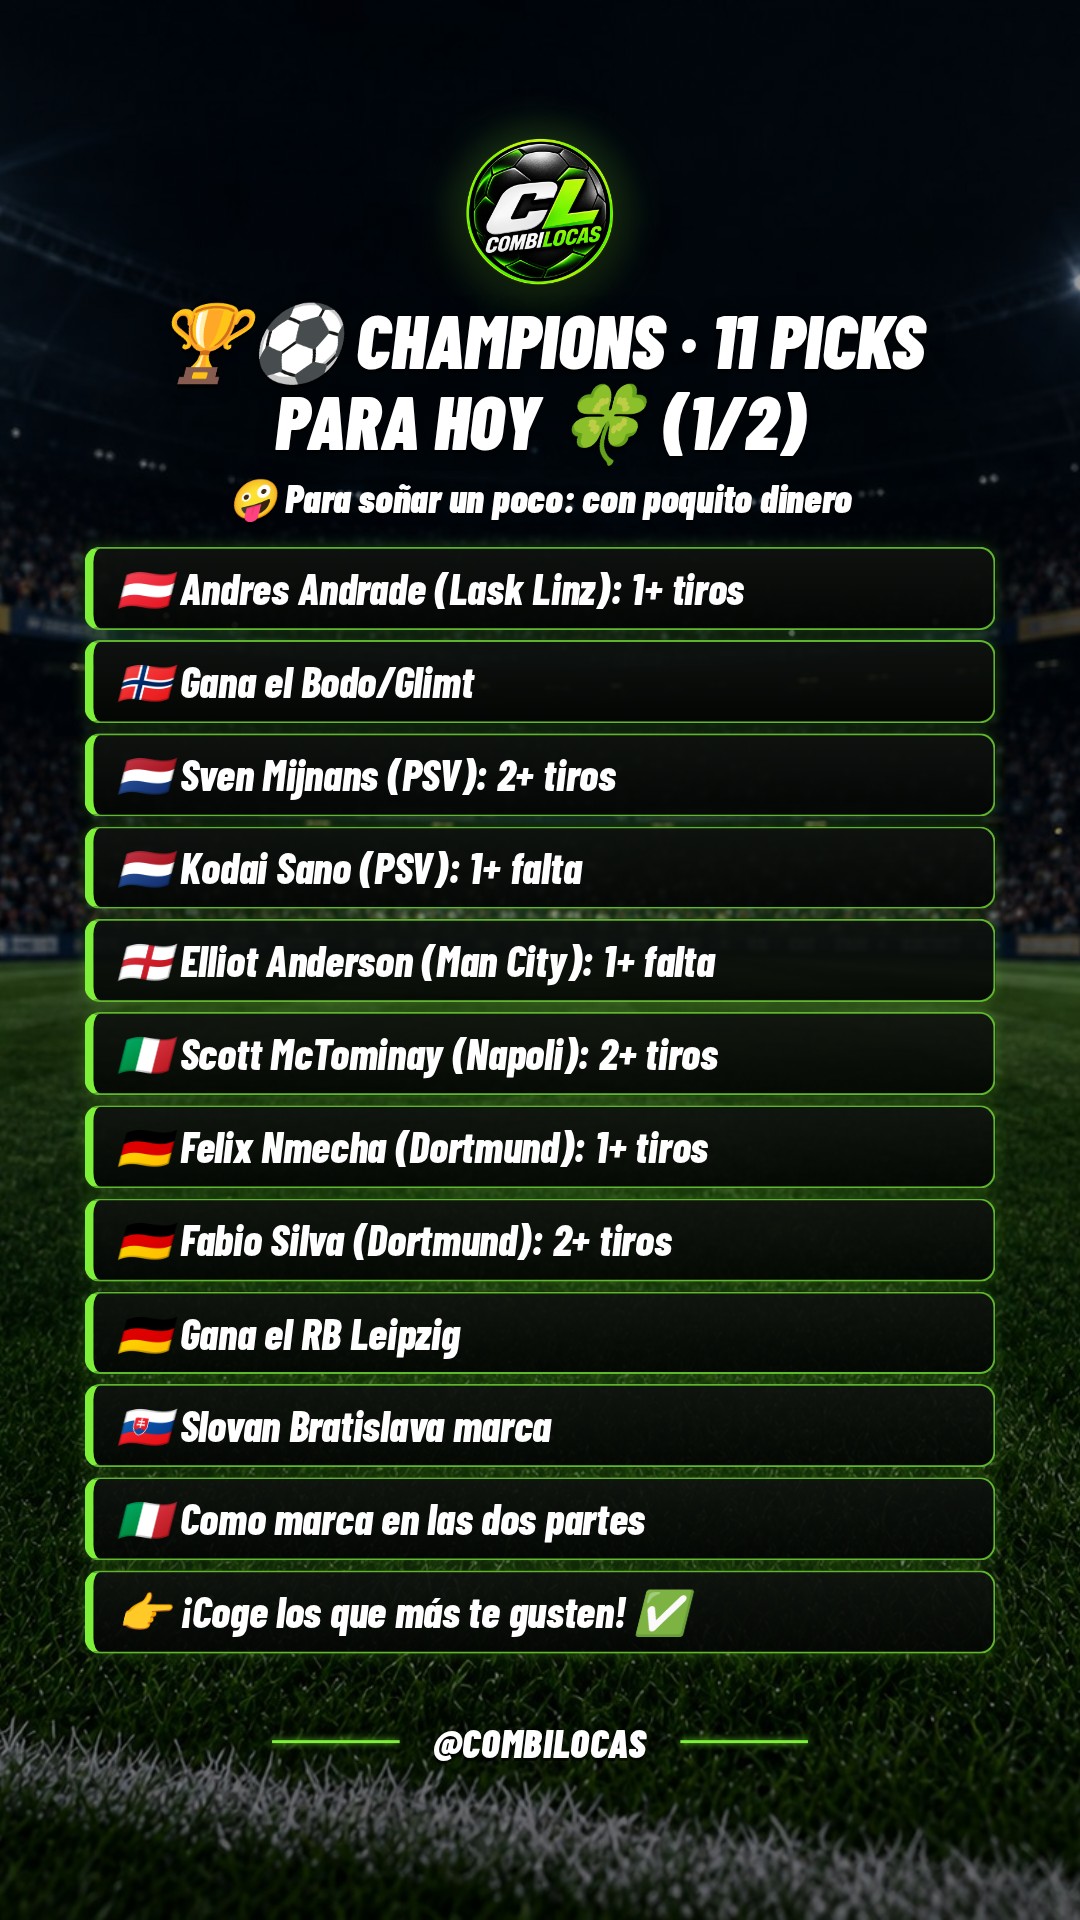 CL
COMBILOCAS
🏆⚽ CHAMPIONS · 11 PICKS
PARA HOY 🍀 (1/2)
🤪 Para soñar un poco: con poquito dinero
🇦🇹 Andres Andrade (Lask Linz): 1+ tiros
🇳🇴 Gana el Bodo/Glimt
🇳🇱 Sven Mijnans (PSV): 2+ tiros
🇳🇱 Kodai Sano (PSV): 1+ falta
🏴󠁧󠁢󠁥󠁮󠁧󠁿 Elliot Anderson (Man City): 1+ falta
🇮🇹 Scott McTominay (Napoli): 2+ tiros
🇩🇪 Felix Nmecha (Dortmund): 1+ tiros
🇩🇪 Fabio Silva (Dortmund): 2+ tiros
🇩🇪 Gana el RB Leipzig
🇸🇰 Slovan Bratislava marca
🇮🇹 Como marca en las dos partes
👉 ¡Coge los que más te gusten! ✅
@COMBILOCAS